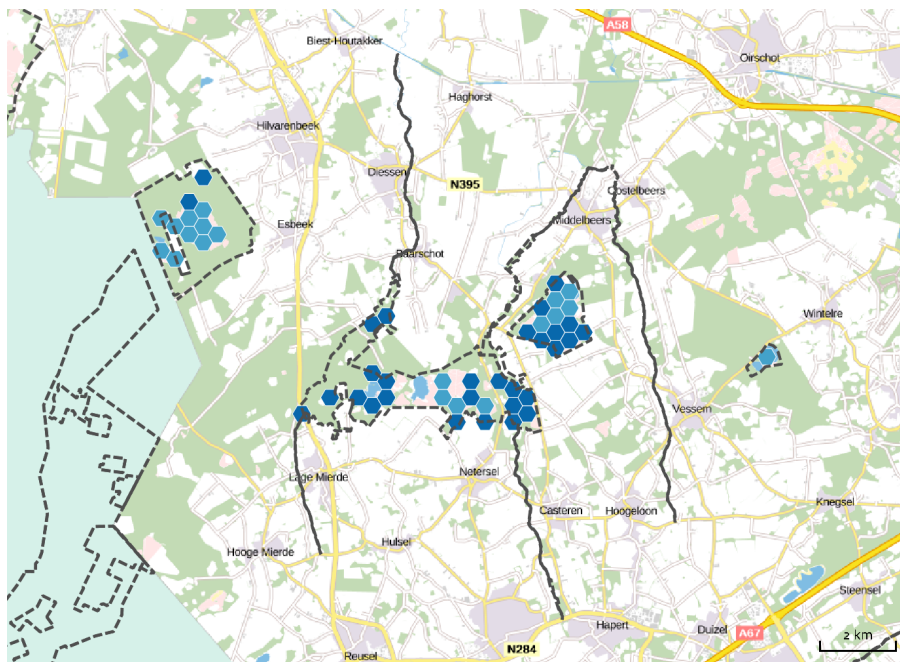 A58
Biest-Houtakker
Oirschot
Haghorst
Hilvarenbeek
Diessen
N395
Oostelbeers
Middelbeers
Esbeek
Baarschot
Wintelre
Vessem
Lage Mierde
Netersel
Casteren
Hoogeloon
Knegsel
Hooge Mierde
Hulsel
Steensel
Hapert
Duizel
A67
2 km
N284
Reusel